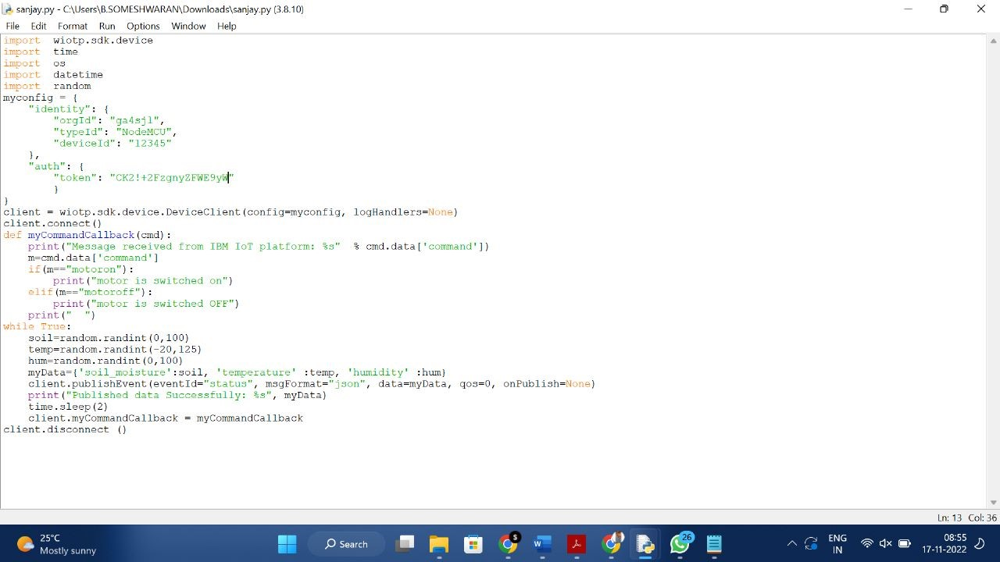 sanjay.py - C:\Users\B.SOMESHWARAN\Downloads\sanjay.py (3.8.10)
File Edit Format Run Options Window Help
import  wiotp.sdk.device
import  time
import  os
import  datetime
import  random
myconfig = {
    "identity": {
        "orgId": "ga4sjl",
        "typeId": "NodeMCU",
        "deviceId": "12345"
    },
    "auth": {
        "token": "CK2!+2FzgnyZFWE9yW"
        }
}
client = wiotp.sdk.device.DeviceClient(config=myconfig, logHandlers=None)
client.connect()
def myCommandCallback(cmd):
    print("Message received from IBM IoT platform: %s"  % cmd.data['command'])
    m=cmd.data['command']
    if(m=="motoron"):
        print("motor is switched on")
    elif(m=="motoroff"):
        print("motor is switched OFF")
    print("  ")
while True:
    soil=random.randint(0,100)
    temp=random.randint(-20,125)
    hum=random.randint(0,100)
    myData={'soil_moisture':soil, 'temperature' :temp, 'humidity' :hum}
    client.publishEvent(eventId="status", msgFormat="json", data=myData, qos=0, onPublish=None)
    print("Published data Successfully: %s", myData)
    time.sleep(2)
    client.myCommandCallback = myCommandCallback
client.disconnect ()
Ln: 13 Col: 36
25°C
Mostly sunny
Search
S
26
ENG
IN
08:55
17-11-2022